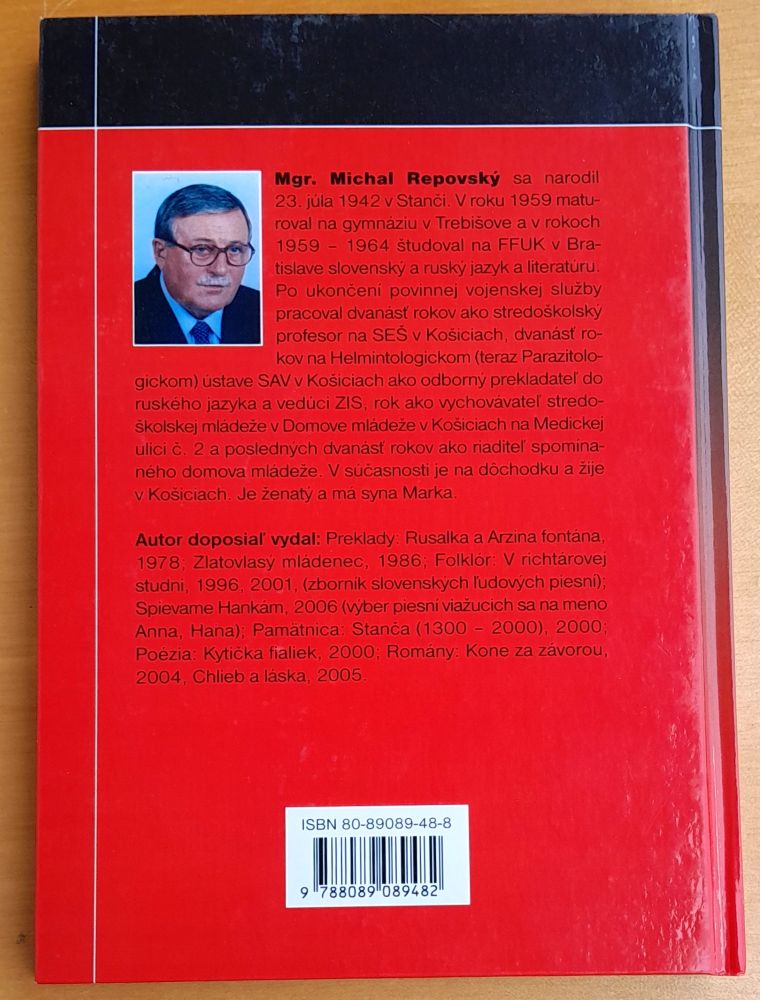 Mgr. Michal Repovský sa narodil
23. júla 1942 v Stanči. V roku 1959 matu-
roval na gymnáziu v Trebišove a v rokoch
1959 – 1964 študoval na FFUK v Bra-
tislave slovenský a ruský jazyk a literatúru.
Po ukončení povinnej vojenskej služby
pracoval dvanásť rokov ako stredoškolský
profesor na SEŠ v Košiciach, dvanásť ro-
kov na Helmintologickom (teraz Parazitolo-
gickom) ústave SAV v Košiciach ako odborný prekladateľ do
ruského jazyka a vedúci ZIS, rok ako vychovávateľ stredo-
školskej mládeže v Domove mládeže v Košiciach na Medickej
ulici č. 2 a posledných dvanásť rokov ako riaditeľ spomína-
ného domova mládeže. V súčasnosti je na dôchodku a žije
v Košiciach. Je ženatý a má syna Marka.
Autor doposiaľ vydal: Preklady: Rusalka a Arzina fontána,
1978; Zlatovlasý mládenec, 1986; Folklór: V richtárovej
studni, 1996, 2001, (zborník slovenských ľudových piesní);
Spievame Hankám, 2006 (výber piesní viažucich sa na meno
Anna, Hana); Pamätnica: Stanča (1300 – 2000), 2000;
Poézia: Kytička fialiek, 2000; Romány: Kone za závorou,
2004, Chlieb a láska, 2005.
ISBN 80-89089-48-8
9 788089 089482